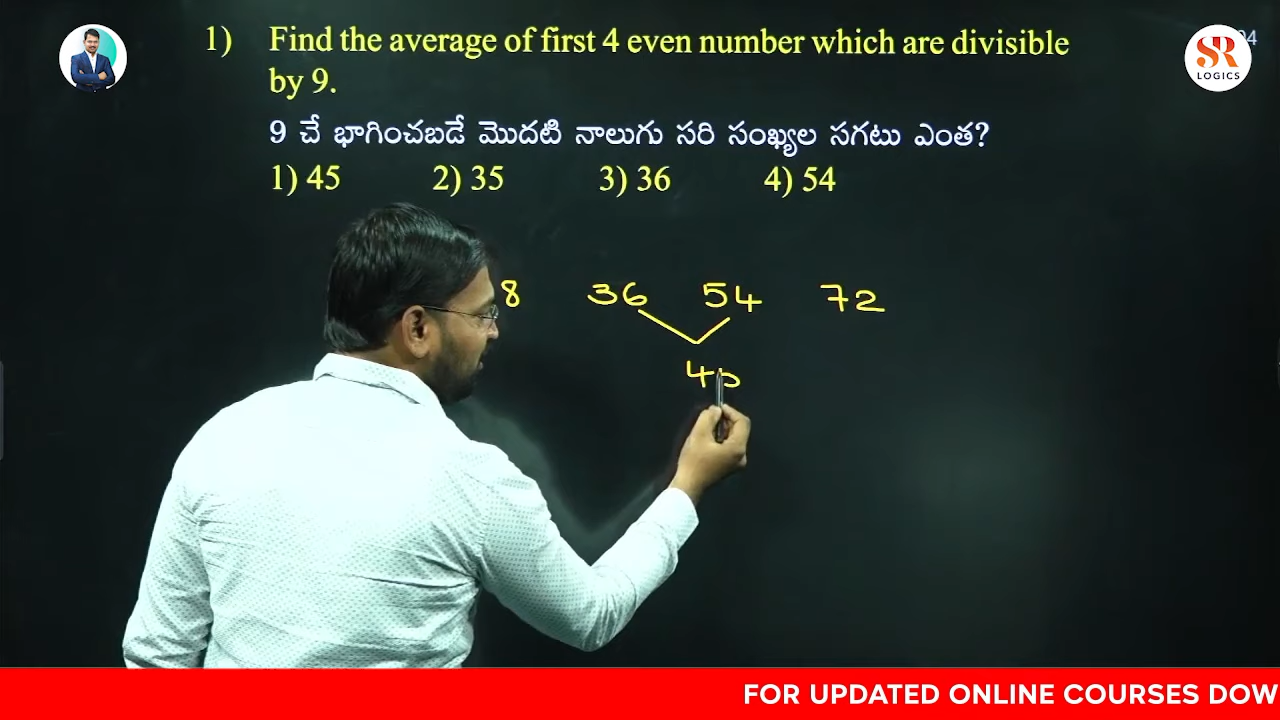 1) Find the average of first 4 even number which are divisible
by 9.
9 చే భాగించబడే మొదటి నాలుగు సరి సంఖ్యల సగటు ఎంత?
1) 45 2) 35 3) 36 4) 54
8 36 54 72
45
SR
LOGICS
04
FOR UPDATED ONLINE COURSES DOW